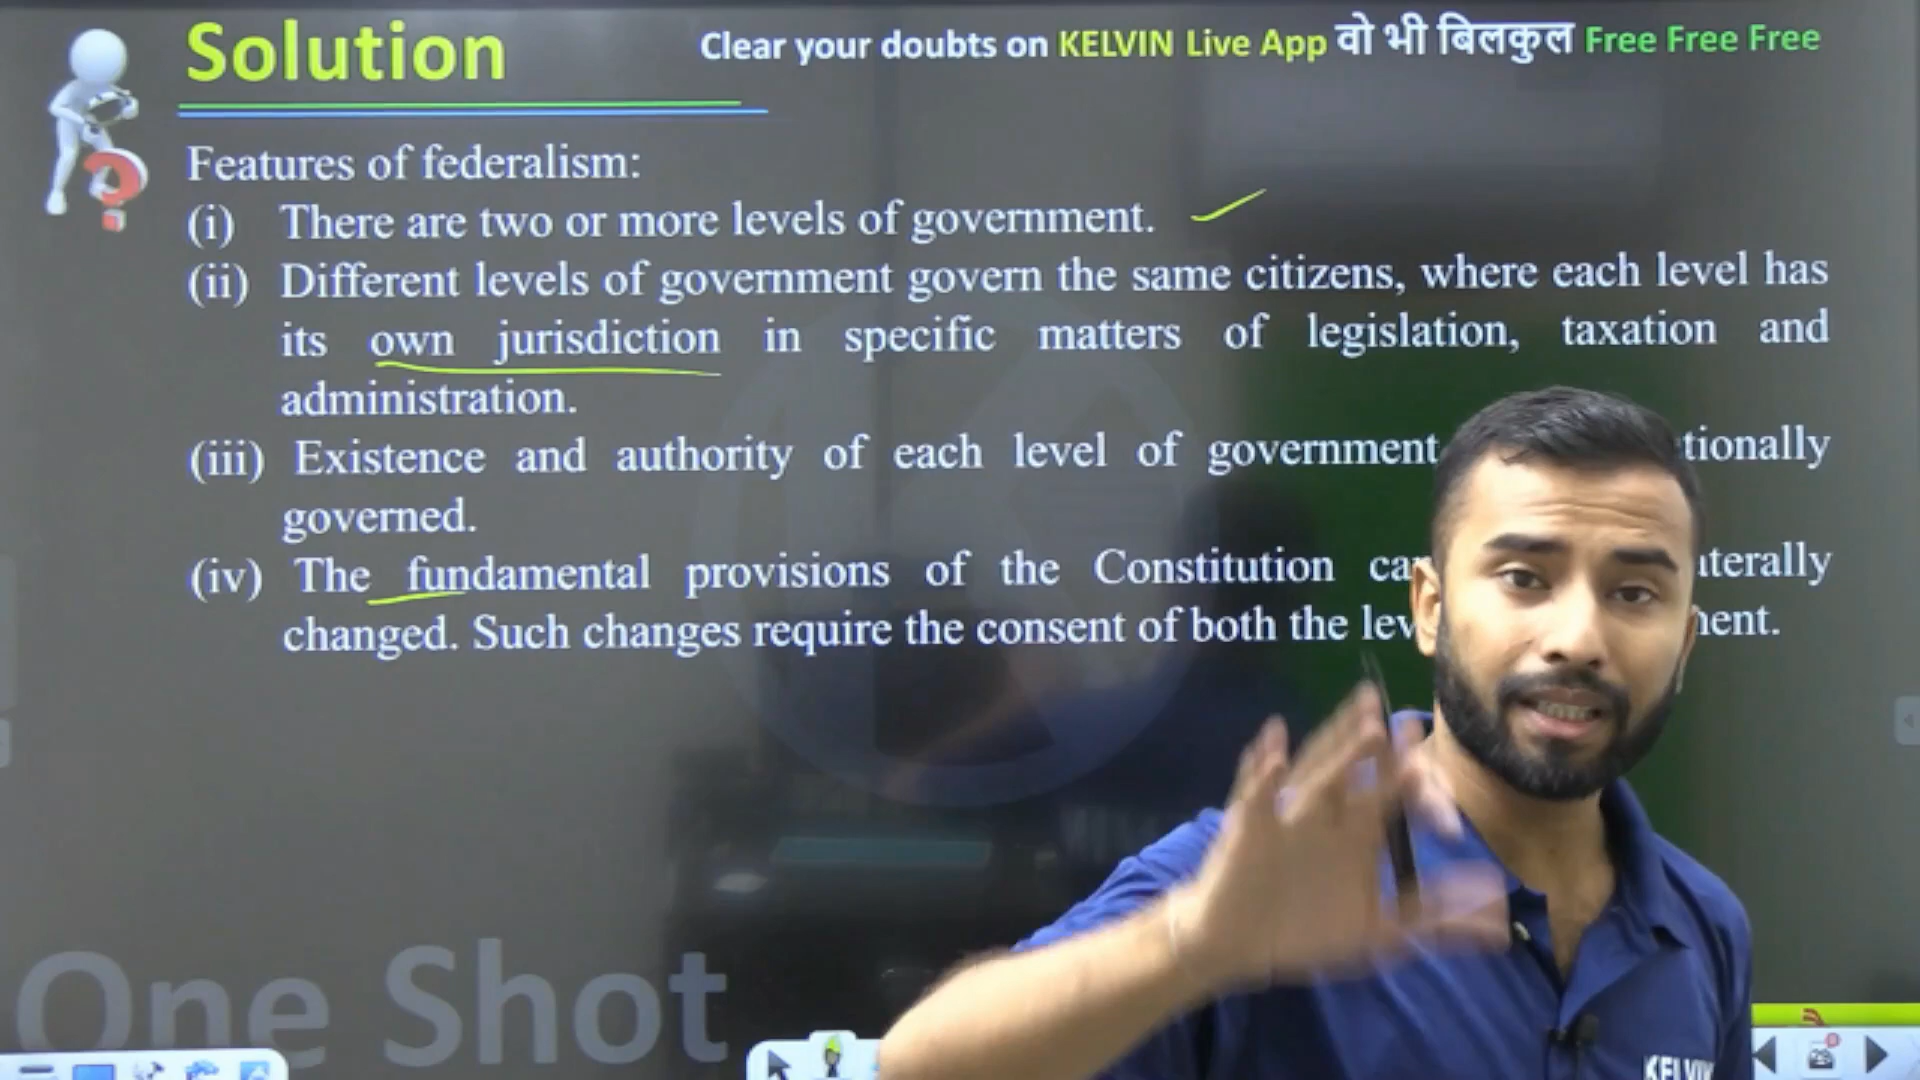 Solution
Clear your doubts on KELVIN Live App वो भी बिलकुल Free Free Free
Features of federalism:
(i) There are two or more levels of government.
(ii) Different levels of government govern the same citizens, where each level has
its own jurisdiction in specific matters of legislation, taxation and
administration.
(iii) Existence and authority of each level of government tionally
governed.
(iv) The fundamental provisions of the Constitution
changed. Such changes require the consent of both the
One Shot
KELVIN